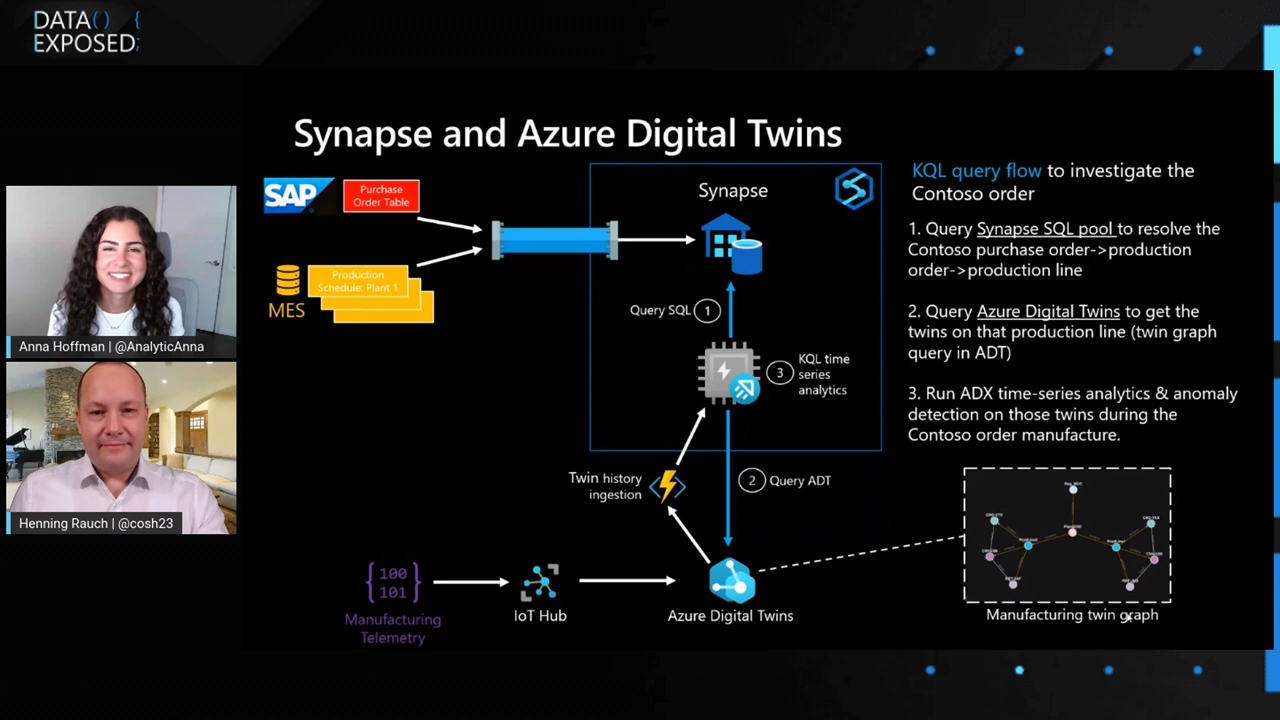 DATA() {
EXPOSED;
Synapse and Azure Digital Twins
SAP
Purchase
Order Table
MES
Production
Schedule: Plant 1
Synapse
Query SQL 1
3 KQL time
series
analytics
Twin history
ingestion
2 Query ADT
{100
101}
Manufacturing
Telemetry
IoT Hub
Azure Digital Twins
KQL query flow to investigate the
Contoso order
1. Query Synapse SQL pool to resolve the
Contoso purchase order->production
order->production line
2. Query Azure Digital Twins to get the
twins on that production line (twin graph
query in ADT)
3. Run ADX time-series analytics & anomaly
detection on those twins during the
Contoso order manufacture.
Manufacturing twin graph
Anna Hoffman | @AnalyticAnna
Henning Rauch | @cosh23